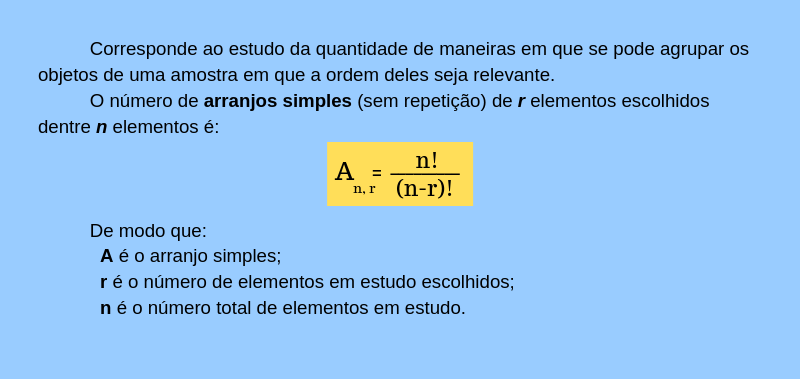 Corresponde ao estudo da quantidade de maneiras em que se pode agrupar os
objetos de uma amostra em que a ordem deles seja relevante.
O número de arranjos simples (sem repetição) de r elementos escolhidos
dentre n elementos é:
A n, r = n! / (n-r)!
De modo que:
A é o arranjo simples;
r é o número de elementos em estudo escolhidos;
n é o número total de elementos em estudo.